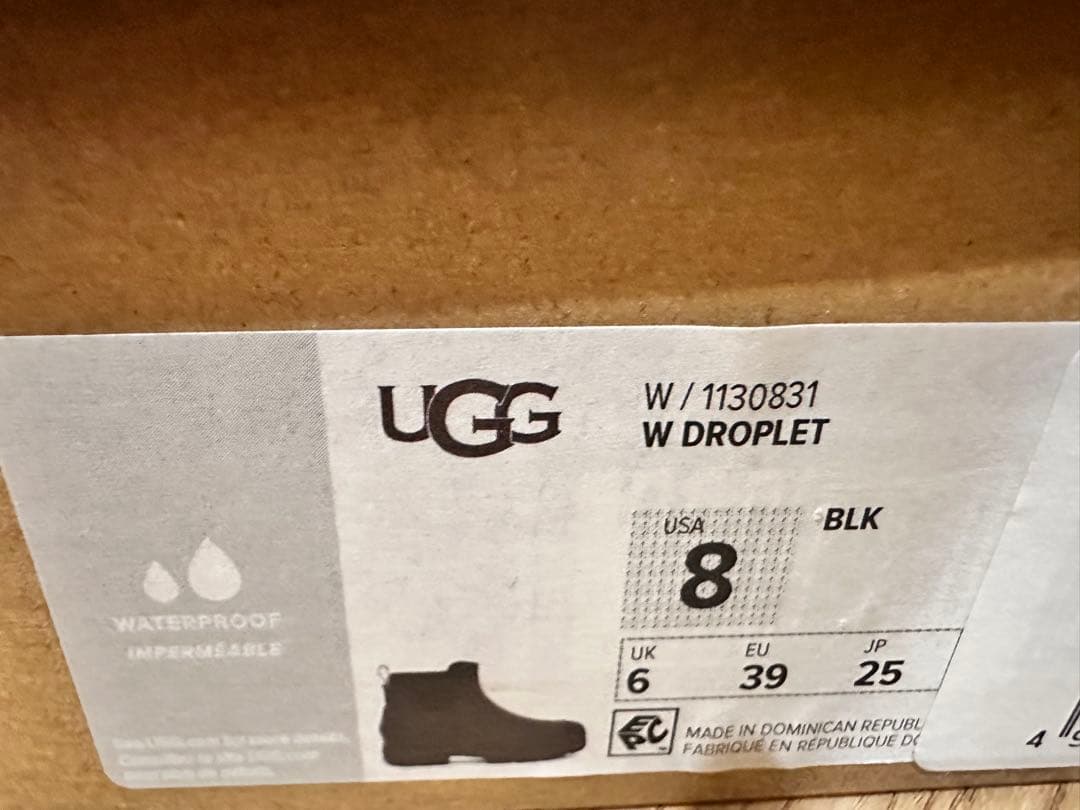 UGG
W / 1130831
W DROPLET
USA
8
BLK
UK
6
EU
39
JP
25
WATERPROOF
IMPERMÉABLE
MADE IN DOMINICAN REPUBL
FABRIQUÉ EN RÉPUBLIQUE DO
4